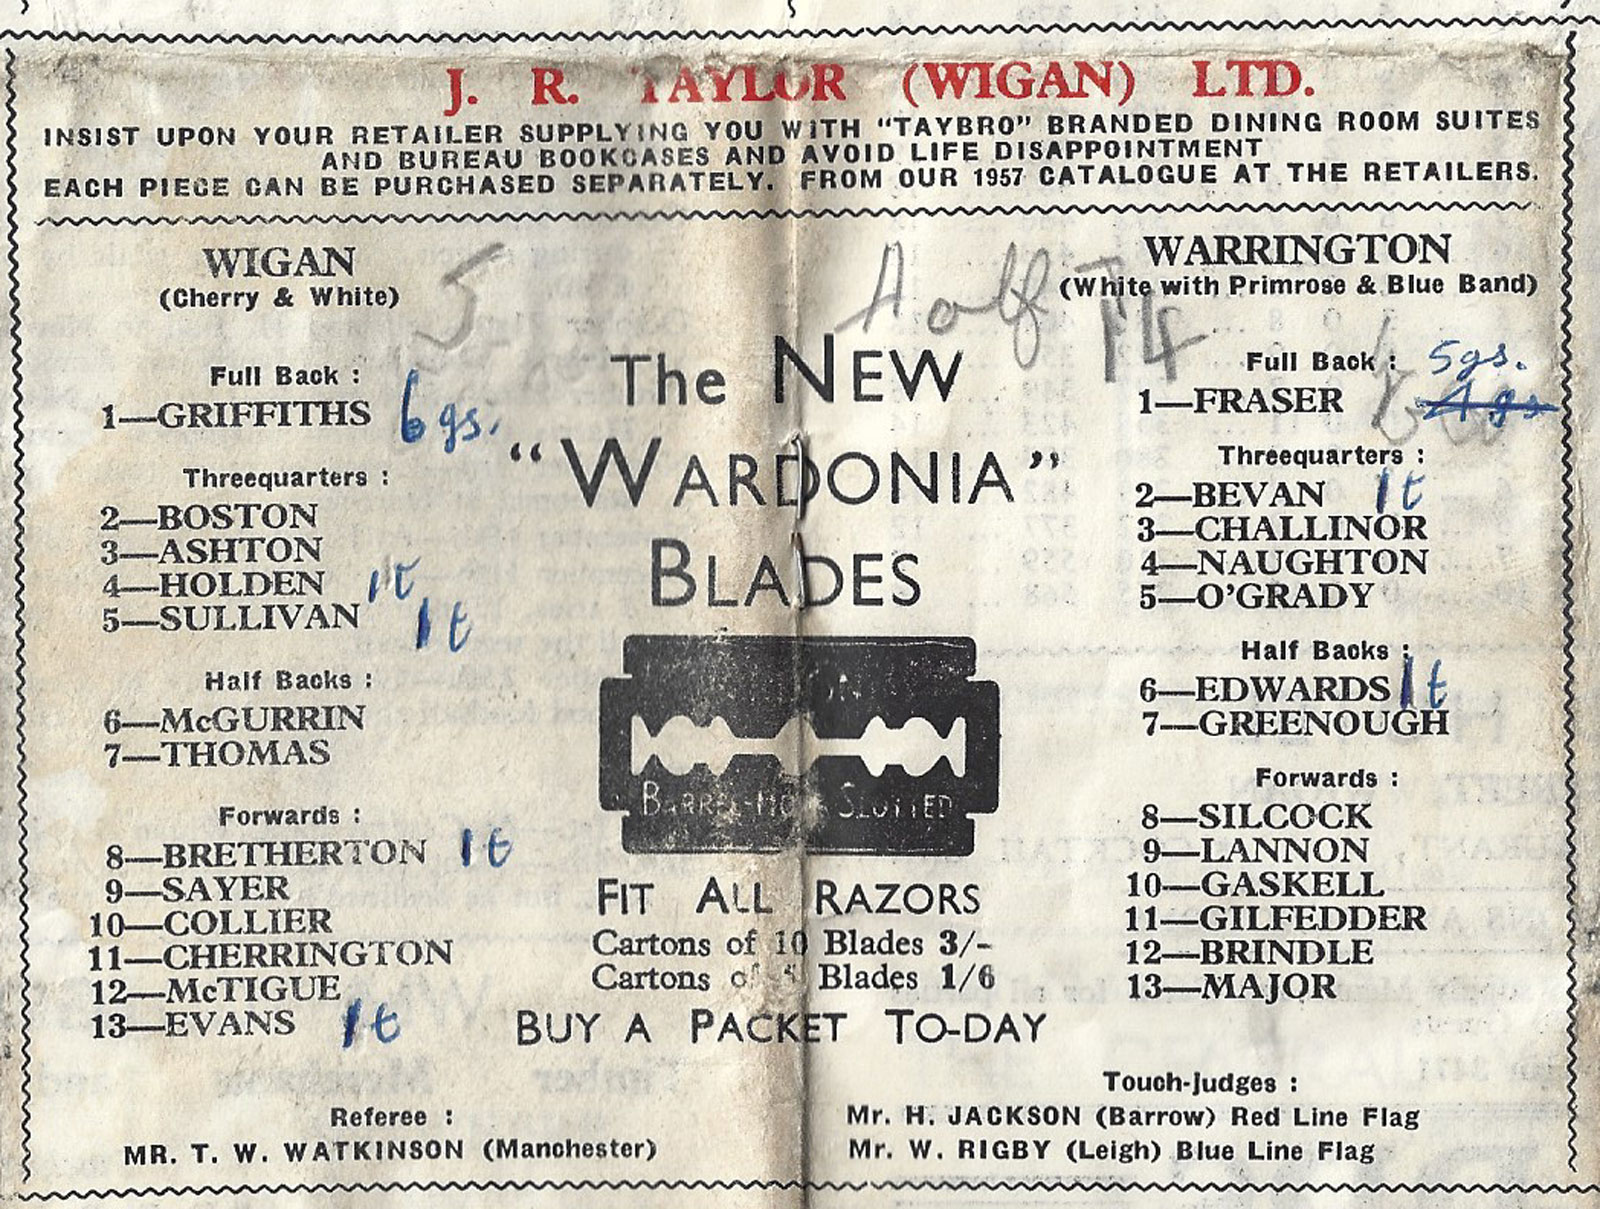 J. R. TAYLOR (WIGAN) LTD.
INSIST UPON YOUR RETAILER SUPPLYING YOU WITH "TAYBRO" BRANDED DINING ROOM SUITES
AND BUREAU BOOKCASES AND AVOID LIFE DISAPPOINTMENT
EACH PIECE CAN BE PURCHASED SEPARATELY. FROM OUR 1957 CATALOGUE AT THE RETAILERS.
WIGAN
(Cherry & White)
5
Full Back :
1—GRIFFITHS 6gs.
Threequarters :
2—BOSTON
3—ASHTON
4—HOLDEN 1t
5—SULLIVAN 1t
Half Backs :
6—McGURRIN
7—THOMAS
Forwards :
8—BRETHERTON 1t
9—SAYER
10—COLLIER
11—CHERRINGTON
12—McTIGUE
13—EVANS 1t
Referee :
MR. T. W. WATKINSON (Manchester)
Half T
14
The NEW
"WARDONIA"
BLADES
SLOTTED
FIT ALL RAZORS
Cartons of 10 Blades 3/-
Cartons of Blades 1/6
BUY A PACKET TO-DAY
WARRINGTON
(White with Primrose & Blue Band)
Full Back : 5gs.
1—FRASER 4gs
Threequarters :
2—BEVAN 1t
3—CHALLINOR
4—NAUGHTON
5—O'GRADY
Half Backs :
6—EDWARDS 1t
7—GREENOUGH
Forwards :
8—SILCOCK
9—LANNON
10—GASKELL
11—GILFEDDER
12—BRINDLE
13—MAJOR
Touch-judges :
Mr. H. JACKSON (Barrow) Red Line Flag
Mr. W. RIGBY (Leigh) Blue Line Flag